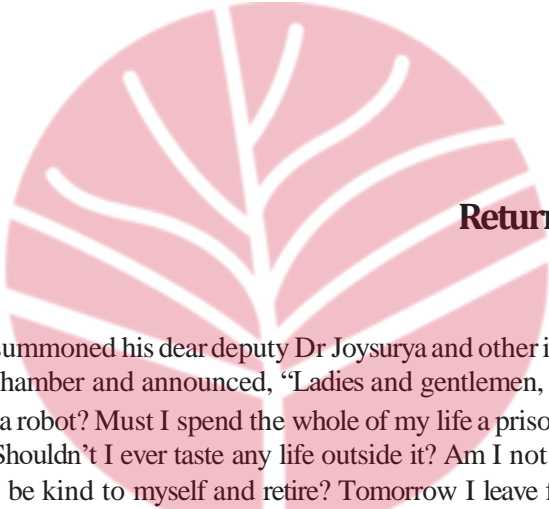 Return
summoned his dear deputy Dr Joysurya and other i
hamber and announced, “Ladies and gentlemen,
a robot? Must I spend the whole of my life a priso
Shouldn’t I ever taste any life outside it? Am I not
be kind to myself and retire? Tomorrow I leave f